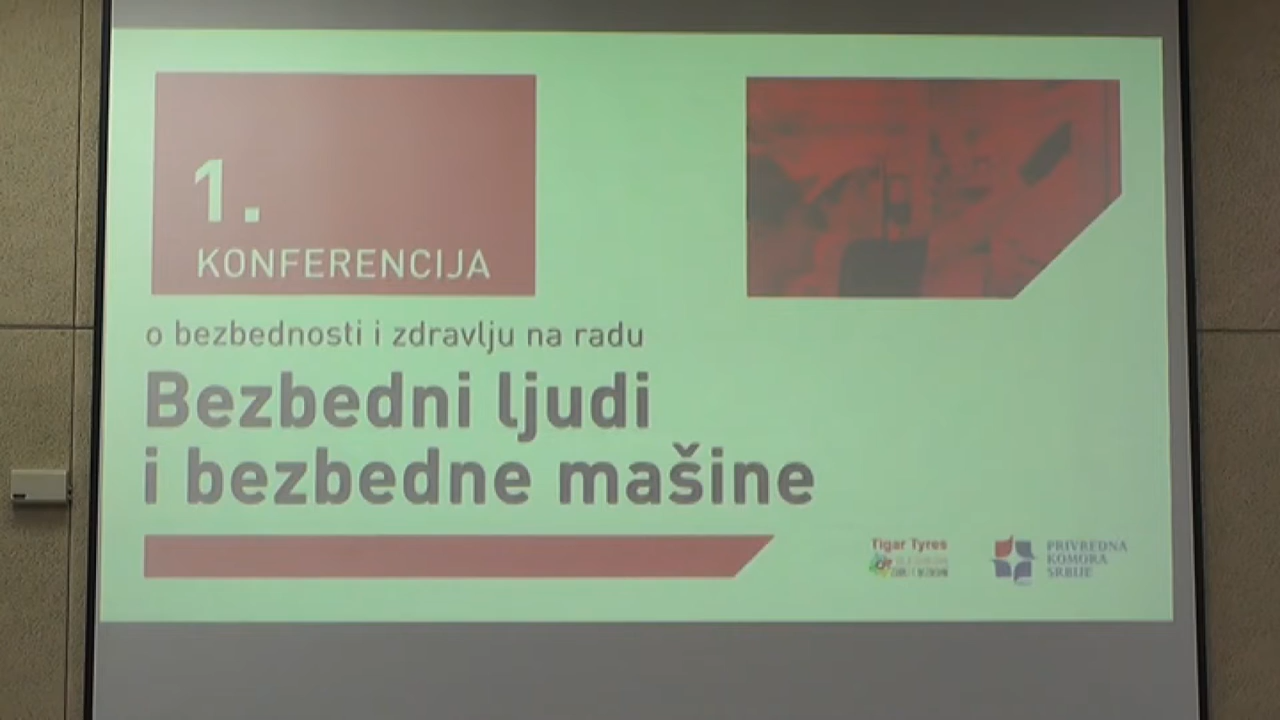 1.
KONFERENCIJA
o bezbednosti i zdravlju na radu
Bezbedni ljudi
i bezbedne mašine
Tigar Tyres
PRIVREDNA
KOMORA
SRBIJE